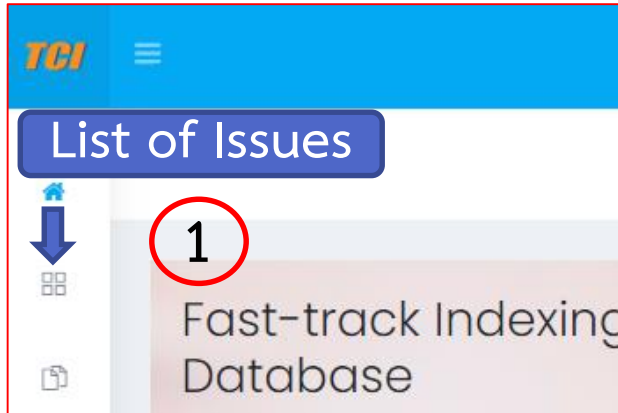 TCI
List of Issues
1
Fast-track Indexing
Database